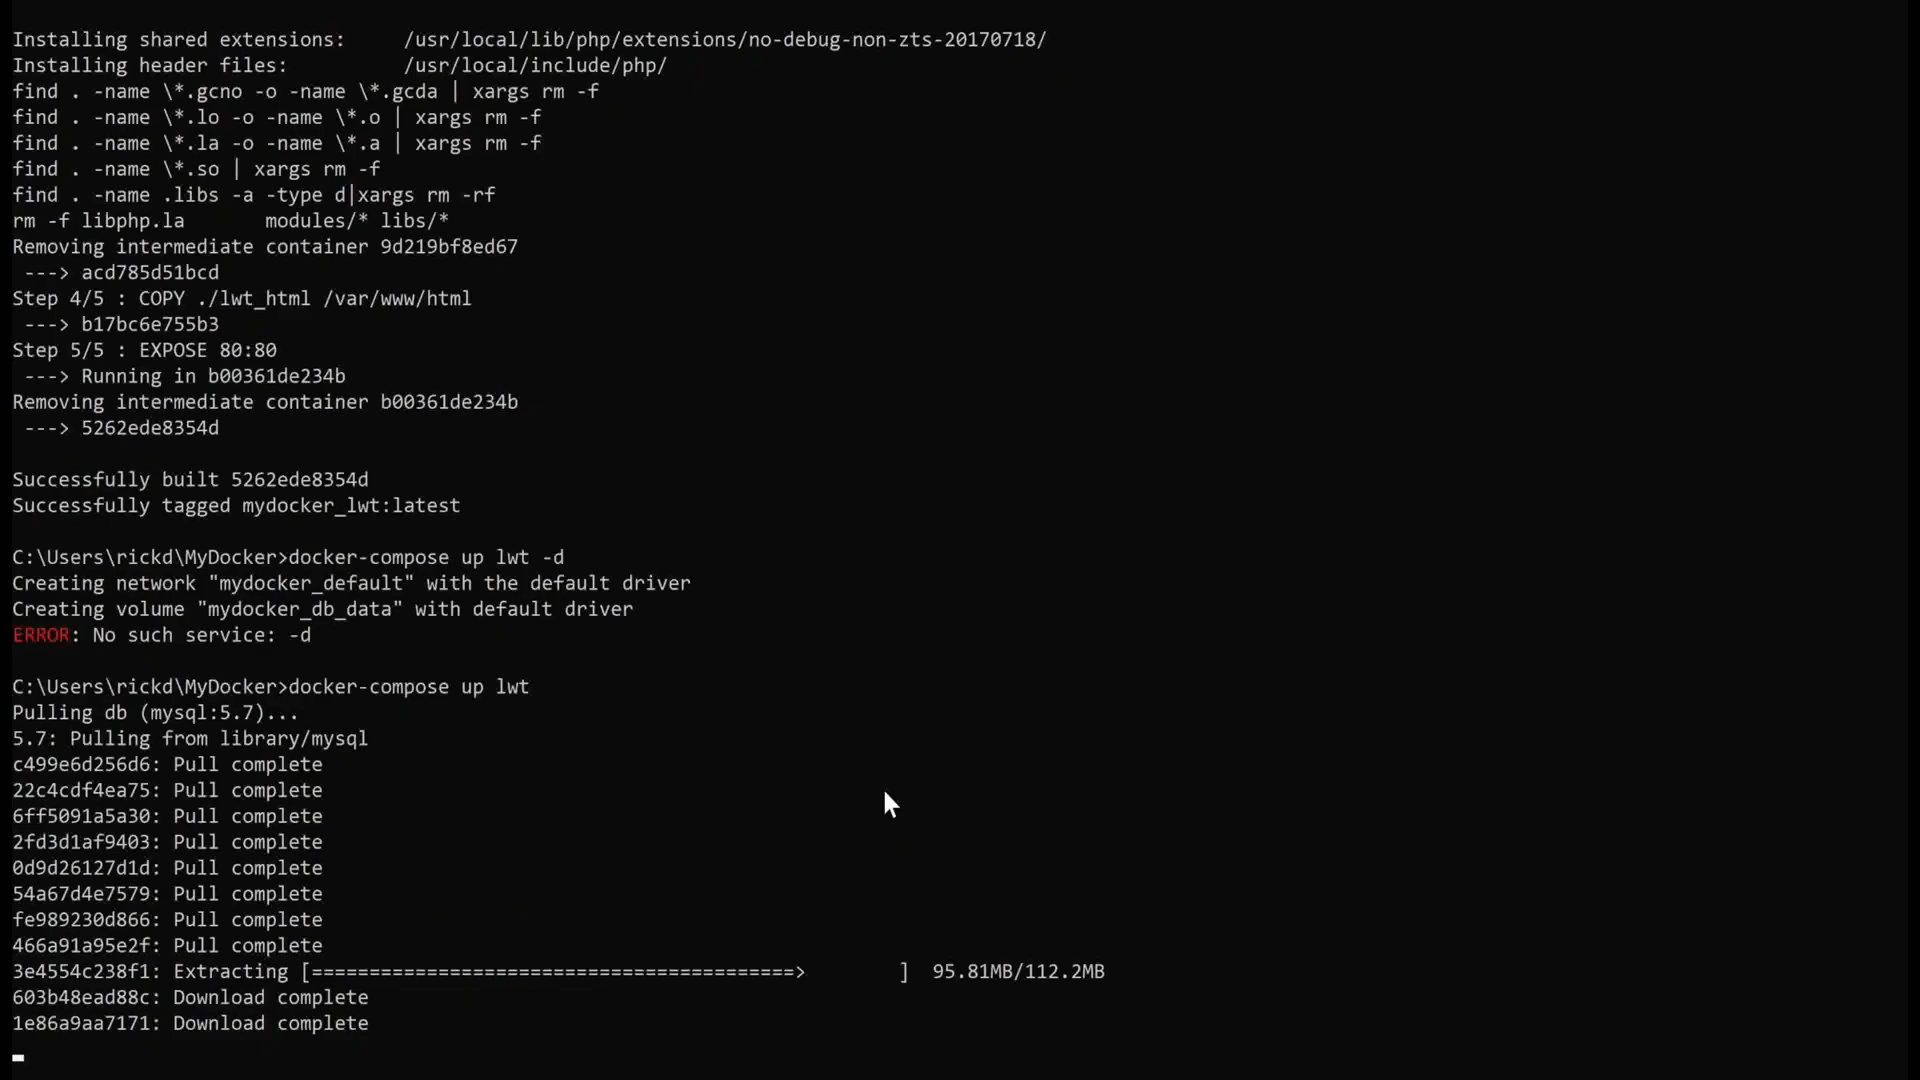 Installing shared extensions:     /usr/local/lib/php/extensions/no-debug-non-zts-20170718/
Installing header files:          /usr/local/include/php/
find . -name \*.gcno -o -name \*.gcda | xargs rm -f
find . -name \*.lo -o -name \*.o | xargs rm -f
find . -name \*.la -o -name \*.a | xargs rm -f
find . -name \*.so | xargs rm -f
find . -name .libs -a -type d|xargs rm -rf
rm -f libphp.la       modules/* libs/*
Removing intermediate container 9d219bf8ed67
 ---> acd785d51bcd
Step 4/5 : COPY ./lwt_html /var/www/html
 ---> b17bc6e755b3
Step 5/5 : EXPOSE 80:80
 ---> Running in b00361de234b
Removing intermediate container b00361de234b
 ---> 5262ede8354d
Successfully built 5262ede8354d
Successfully tagged mydocker_lwt:latest
C:\Users\rickd\MyDocker>docker-compose up lwt -d
Creating network "mydocker_default" with the default driver
Creating volume "mydocker_db_data" with default driver
ERROR: No such service: -d
C:\Users\rickd\MyDocker>docker-compose up lwt
Pulling db (mysql:5.7)...
5.7: Pulling from library/mysql
c499e6d256d6: Pull complete
22c4cdf4ea75: Pull complete
6ff5091a5a30: Pull complete
2fd3d1af9403: Pull complete
0d9d26127d1d: Pull complete
54a67d4e7579: Pull complete
fe989230d866: Pull complete
466a91a95e2f: Pull complete
3e4554c238f1: Extracting [==========================================>        ]  95.81MB/112.2MB
603b48ead88c: Download complete
1e86a9aa7171: Download complete